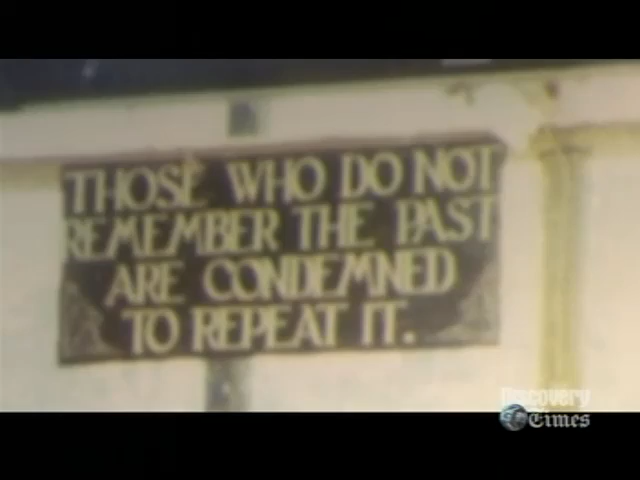 THOSE WHO DO NOT
REMEMBER THE PAST
ARE CONDEMNED
TO REPEAT IT.
Discovery
Times